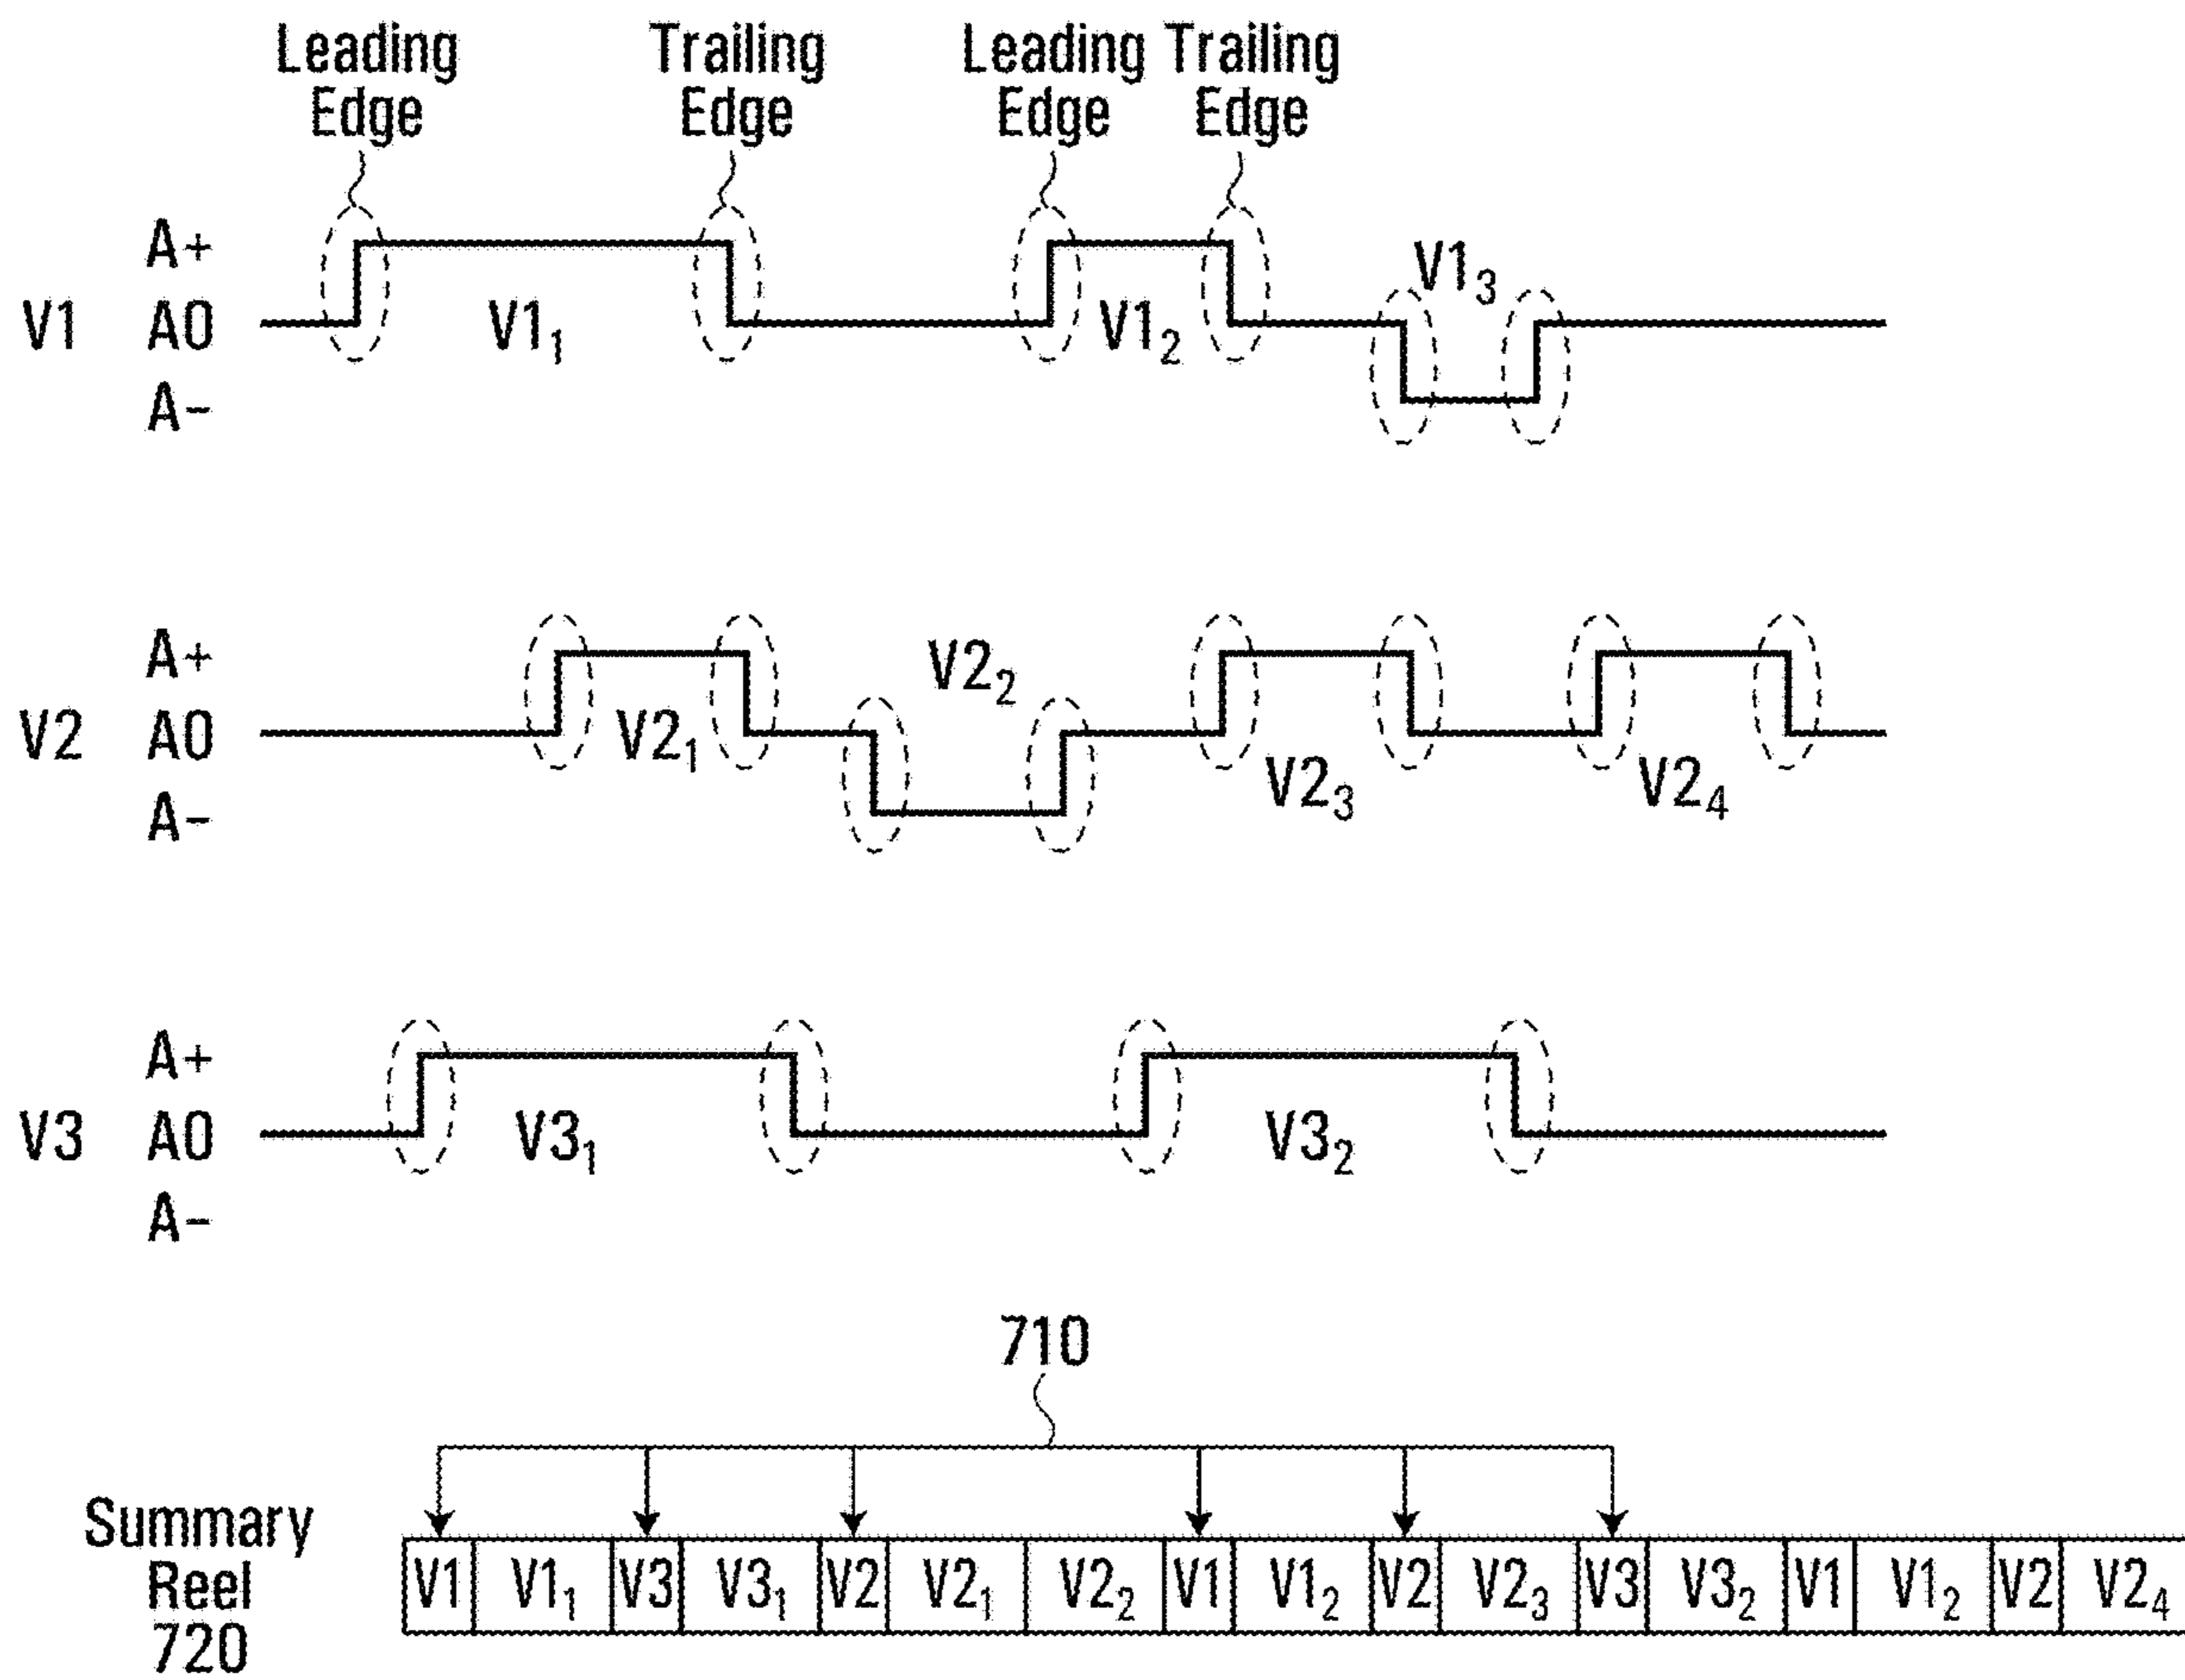 Leading Edge
Trailing Edge
Leading Edge
Trailing Edge
A+
V1 A0
A−
V1₁
V1₂
V1₃
A+
V2 A0
A−
V2₁
V2₂
V2₃
V2₄
A+
V3 A0
A−
V3₁
V3₂
710
Summary
Reel
720
V1 V1₁ V3 V3₁ V2 V2₁ V2₂ V1 V1₂ V2 V2₃ V3 V3₂ V1 V1₂ V2 V2₄